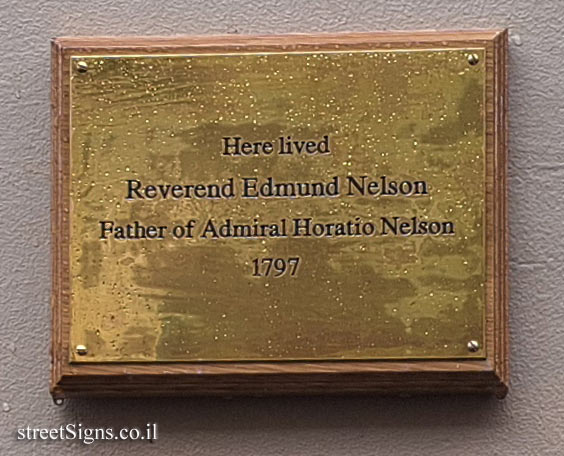 Here lived
Reverend Edmund Nelson
Father of Admiral Horatio Nelson
1797
streetSigns.co.il